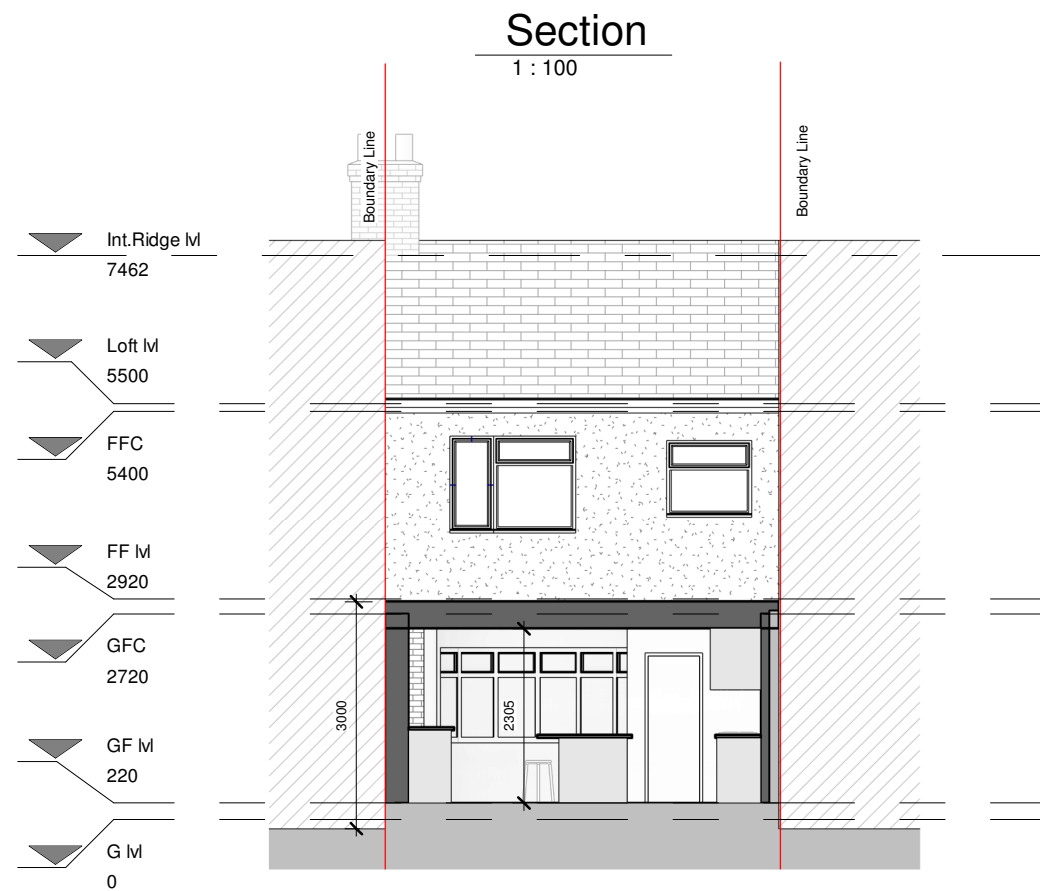 Section
1 : 100
Boundary Line
Boundary Line
Int.Ridge lvl
7462
Loft lvl
5500
FFC
5400
FF lvl
2920
GFC
2720
3000
2305
GF lvl
220
G lvl
0